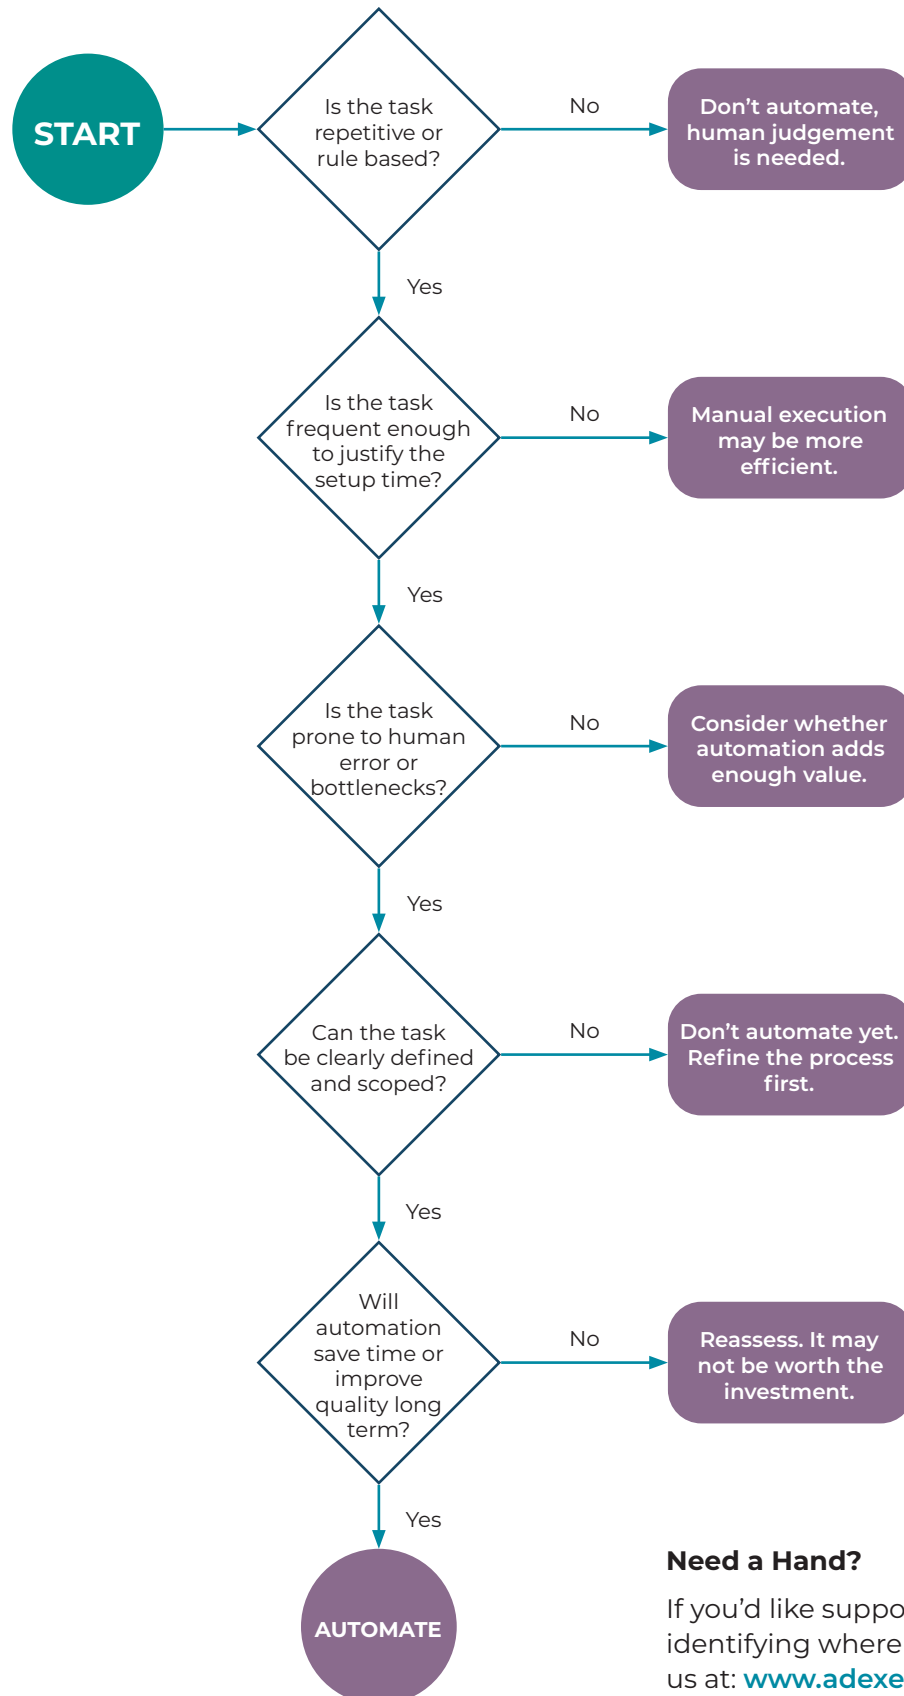 START
Is the task
repetitive or
rule based?
No
Don't automate,
human judgement
is needed.
Yes
Is the task
frequent enough
to justify the
setup time?
No
Manual execution
may be more
efficient.
Yes
Is the task
prone to human
error or
bottlenecks?
No
Consider whether
automation adds
enough value.
Yes
Can the task
be clearly defined
and scoped?
No
Don't automate yet.
Refine the process
first.
Yes
Will
automation
save time or
improve
quality long
term?
No
Reassess. It may
not be worth the
investment.
Yes
AUTOMATE
Need a Hand?
If you'd like
identifying where
us at: